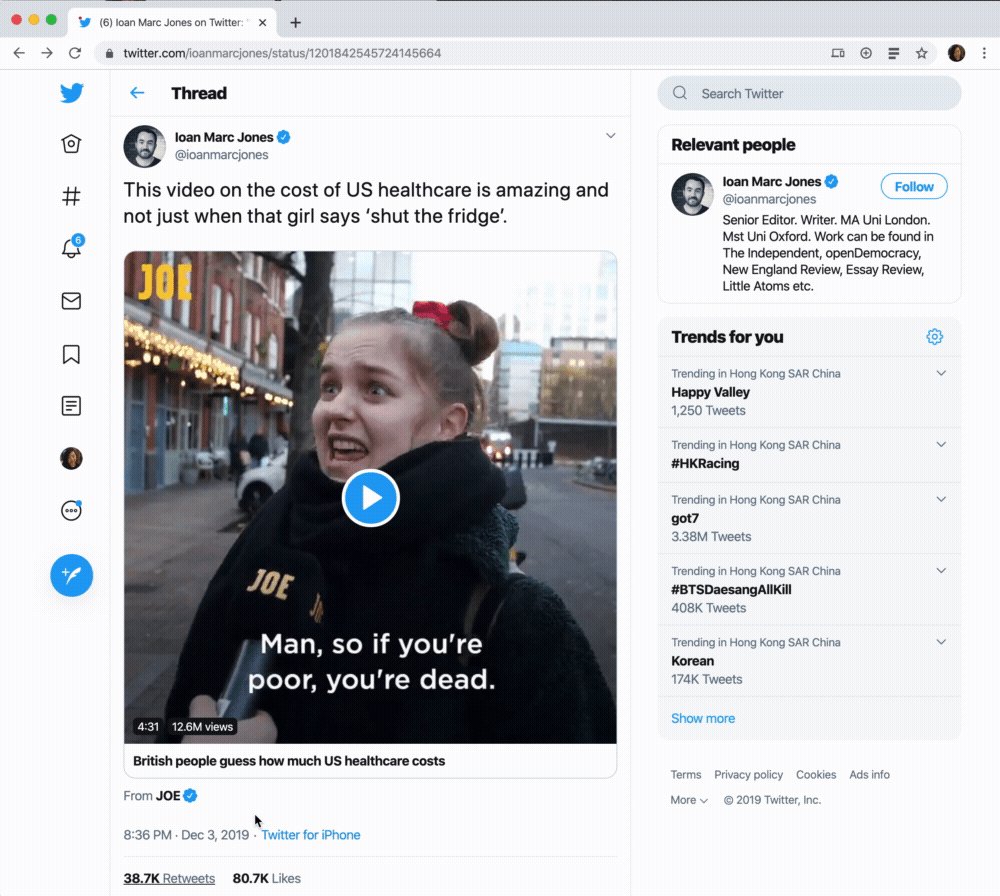 (6) Ioan Marc Jones on Twitter: "
twitter.com/ioanmarcjones/status/1201842545724145664
Thread
Ioan Marc Jones
@ioanmarcjones
This video on the cost of US healthcare is amazing and
not just when that girl says ‘shut the fridge’.
JOE
JOE
Man, so if you're
poor, you're dead.
4:31 12.6M views
British people guess how much US healthcare costs
From JOE
8:36 PM · Dec 3, 2019 · Twitter for iPhone
38.7K Retweets 80.7K Likes
6
Search Twitter
Relevant people
Ioan Marc Jones
@ioanmarcjones
Follow
Senior Editor. Writer. MA Uni London.
Mst Uni Oxford. Work can be found in
The Independent, openDemocracy,
New England Review, Essay Review,
Little Atoms etc.
Trends for you
Trending in Hong Kong SAR China
Happy Valley
1,250 Tweets
Trending in Hong Kong SAR China
#HKRacing
Trending in Hong Kong SAR China
got7
3.38M Tweets
Trending in Hong Kong SAR China
#BTSDaesangAllKill
408K Tweets
Trending in Hong Kong SAR China
Korean
174K Tweets
Show more
Terms Privacy policy Cookies Ads info
More © 2019 Twitter, Inc.